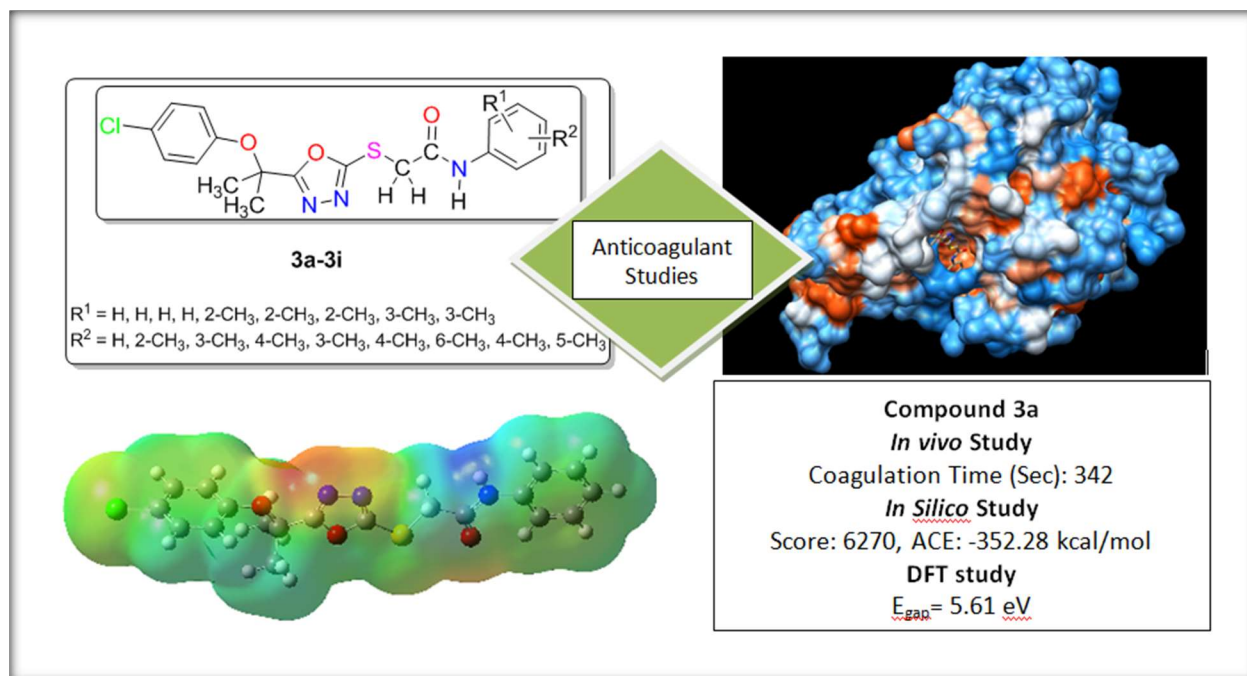 Cl
O
H₃C
H₃C
O
N-N
S
H H
O
N
H
R¹
R²
3a-3i
R¹ = H, H, H, H, 2-CH₃, 2-CH₃, 2-CH₃, 3-CH₃, 3-CH₃
R² = H, 2-CH₃, 3-CH₃, 4-CH₃, 3-CH₃, 4-CH₃, 6-CH₃, 4-CH₃, 5-CH₃
Anticoagulant
Studies
Compound 3a
In vivo Study
Coagulation Time (Sec): 342
In Silico Study
Score: 6270, ACE: -352.28 kcal/mol
DFT study
E_gap= 5.61 eV